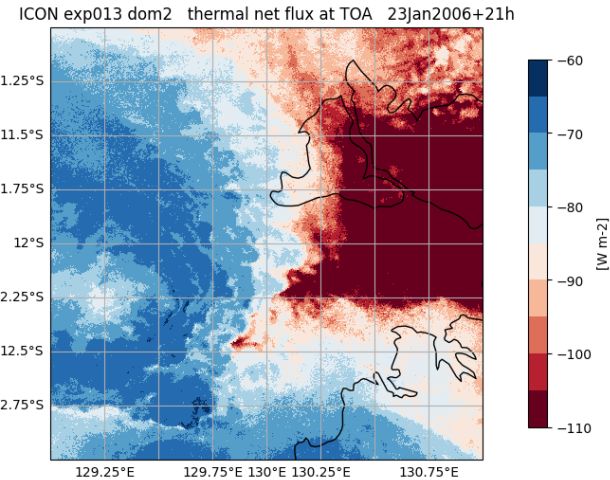 ICON exp013 dom2 thermal net flux at TOA 23Jan2006+21h
1.25°S
11.5°S
1.75°S
12°S
2.25°S
12.5°S
2.75°S
129.25°E 129.75°E 130°E 130.25°E 130.75°E
−60
−70
−80
−90
−100
−110
[W m-2]